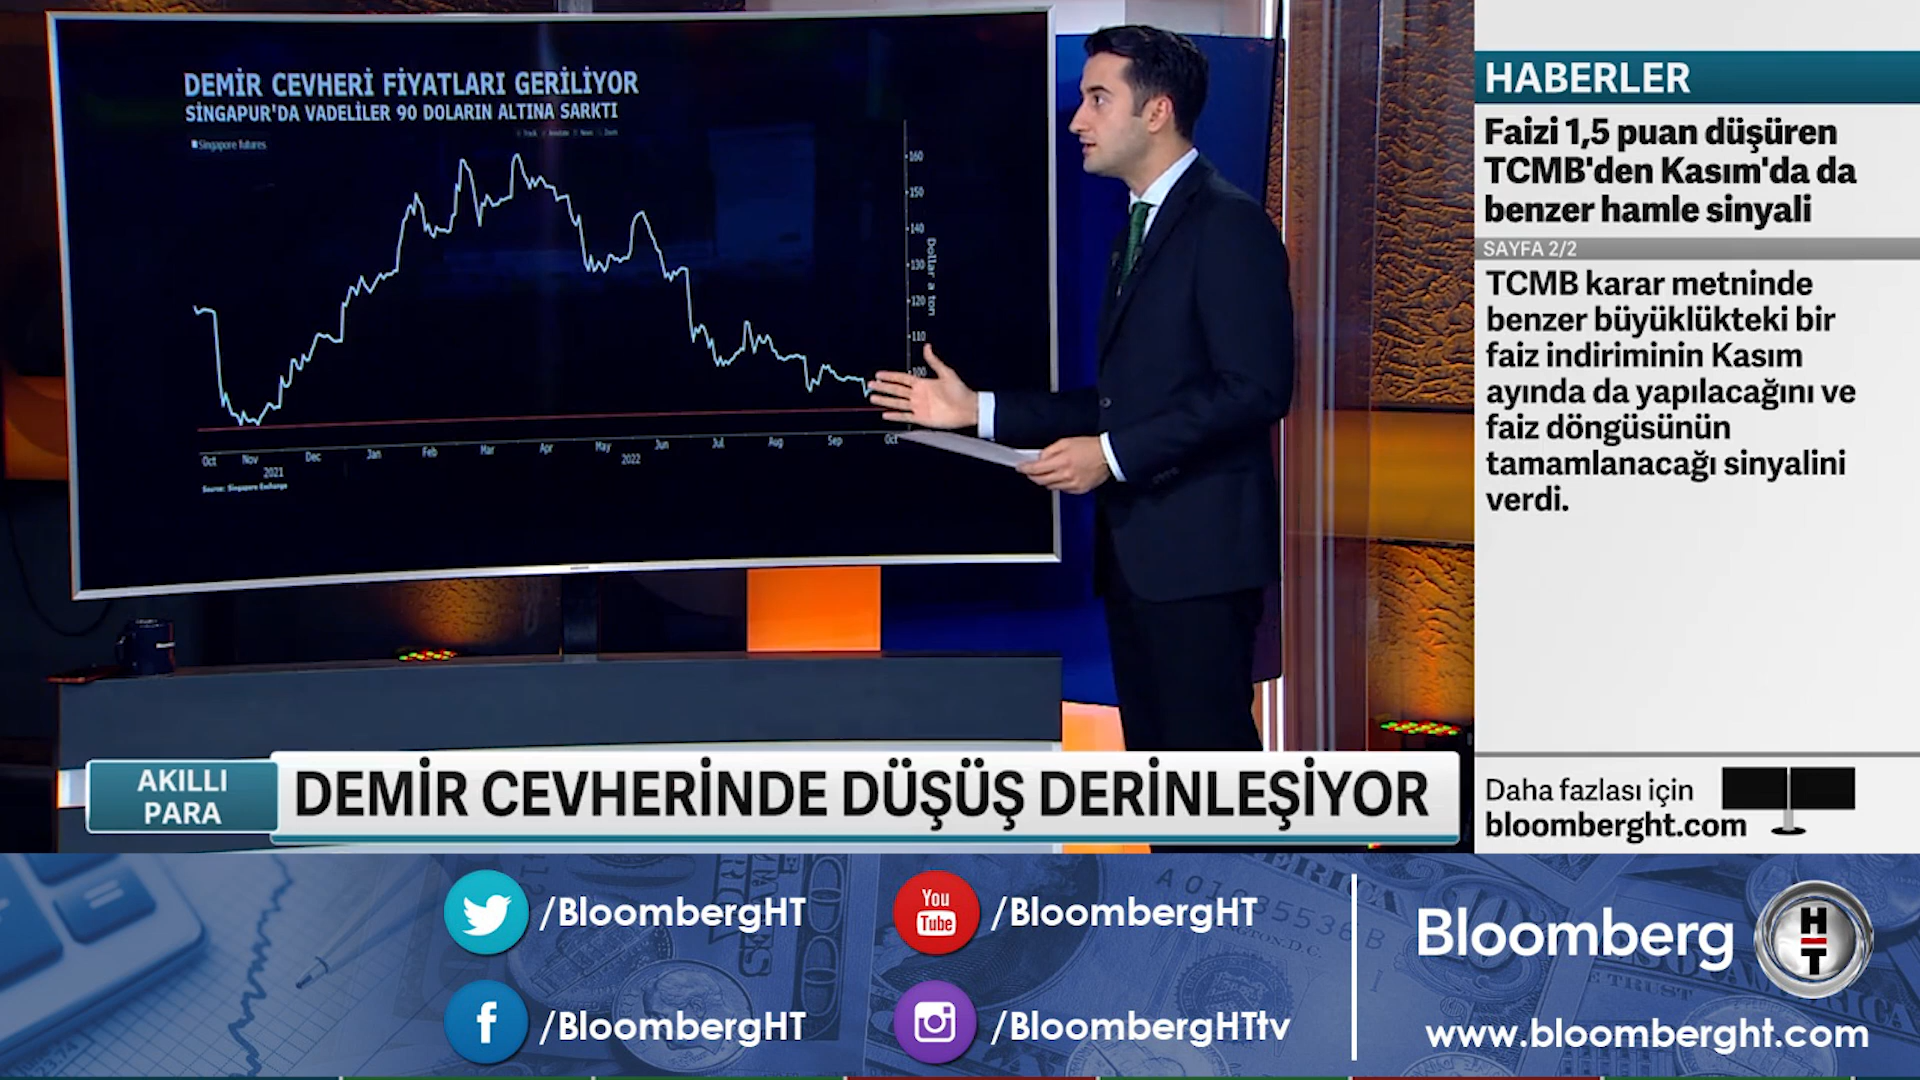 DEMİR CEVHERİ FİYATLARI GERİLİYOR
SİNGAPUR'DA VADELİLER 90 DOLARIN ALTINA SARKTI
Track Annotate News Zoom
Singapore futures
160
150
140
130
120
110
100
Dollar a ton
Oct Nov Dec Jan Feb Mar Apr May Jun Jul Aug Sep Oct
2021 2022
Source: Singapore Exchange
HABERLER
Faizi 1,5 puan düşüren
TCMB'den Kasım'da da
benzer hamle sinyali
SAYFA 2/2
TCMB karar metninde
benzer büyüklükteki bir
faiz indiriminin Kasım
ayında da yapılacağını ve
faiz döngüsünün
tamamlanacağı sinyalini
verdi.
Daha fazlası için
bloomberght.com
AKILLI
PARA
DEMİR CEVHERİNDE DÜŞÜŞ DERİNLEŞİYOR
/BloombergHT
You
Tube
/BloombergHT
/BloombergHT
/BloombergHTtv
Bloomberg
HT
www.bloomberght.com